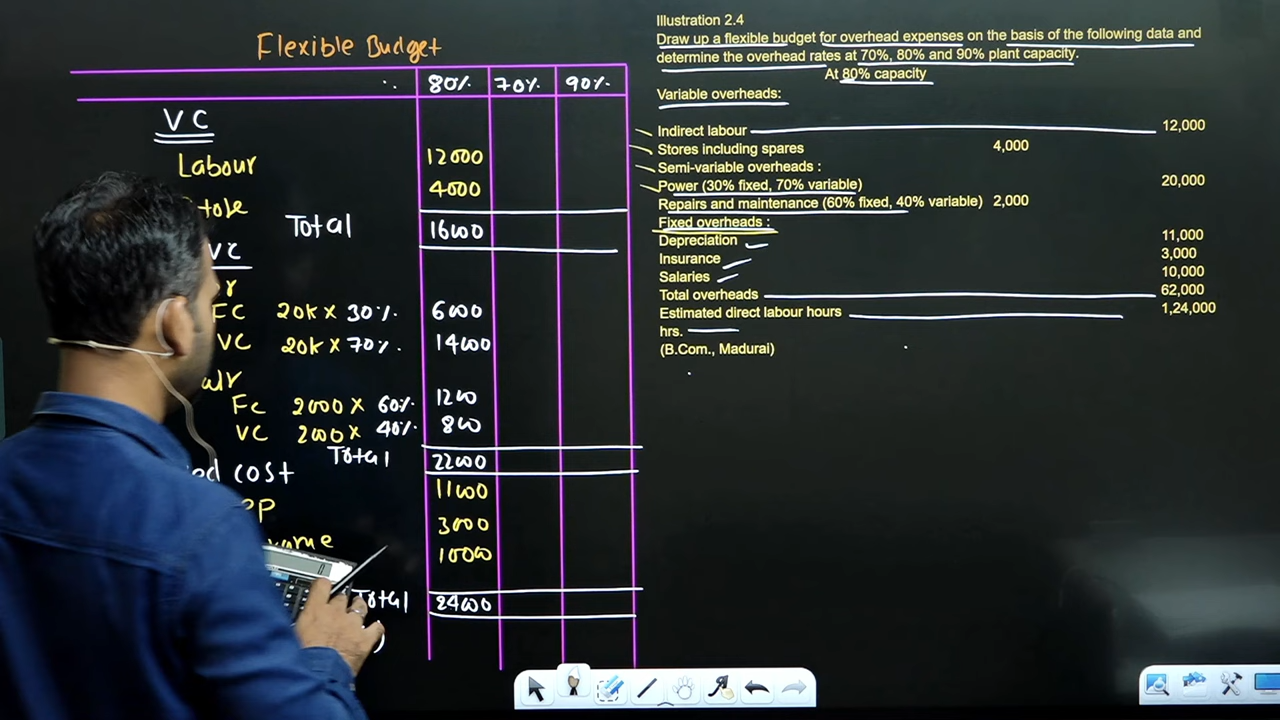 Flexible Budget
80% 70% 90%
VC
Labour 12000
tore 4000
Total 16000
VC
r
FC 20K × 30% 6000
VC 20K × 70% 14000
air
FC 2000 × 60% 1200
VC 2000 × 40% 800
Total 22000
ed cost 11000
3000
10000
Total 24000
Illustration 2.4
Draw up a flexible budget for overhead expenses on the basis of the following data and
determine the overhead rates at 70%, 80% and 90% plant capacity.
At 80% capacity
Variable overheads:
Indirect labour 12,000
Stores including spares 4,000
Semi-variable overheads :
Power (30% fixed, 70% variable) 20,000
Repairs and maintenance (60% fixed, 40% variable) 2,000
Fixed overheads :
Depreciation 11,000
Insurance 3,000
Salaries 10,000
Total overheads 62,000
Estimated direct labour hours 1,24,000
hrs.
(B.Com., Madurai)